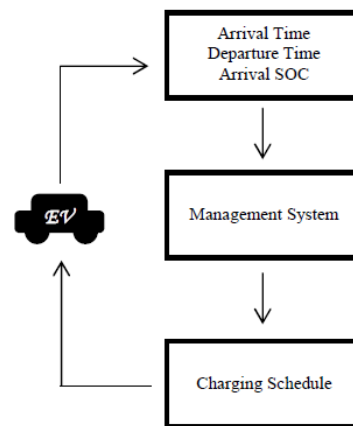 Arrival Time
Departure Time
Arrival SOC
EV
Management System
Charging Schedule